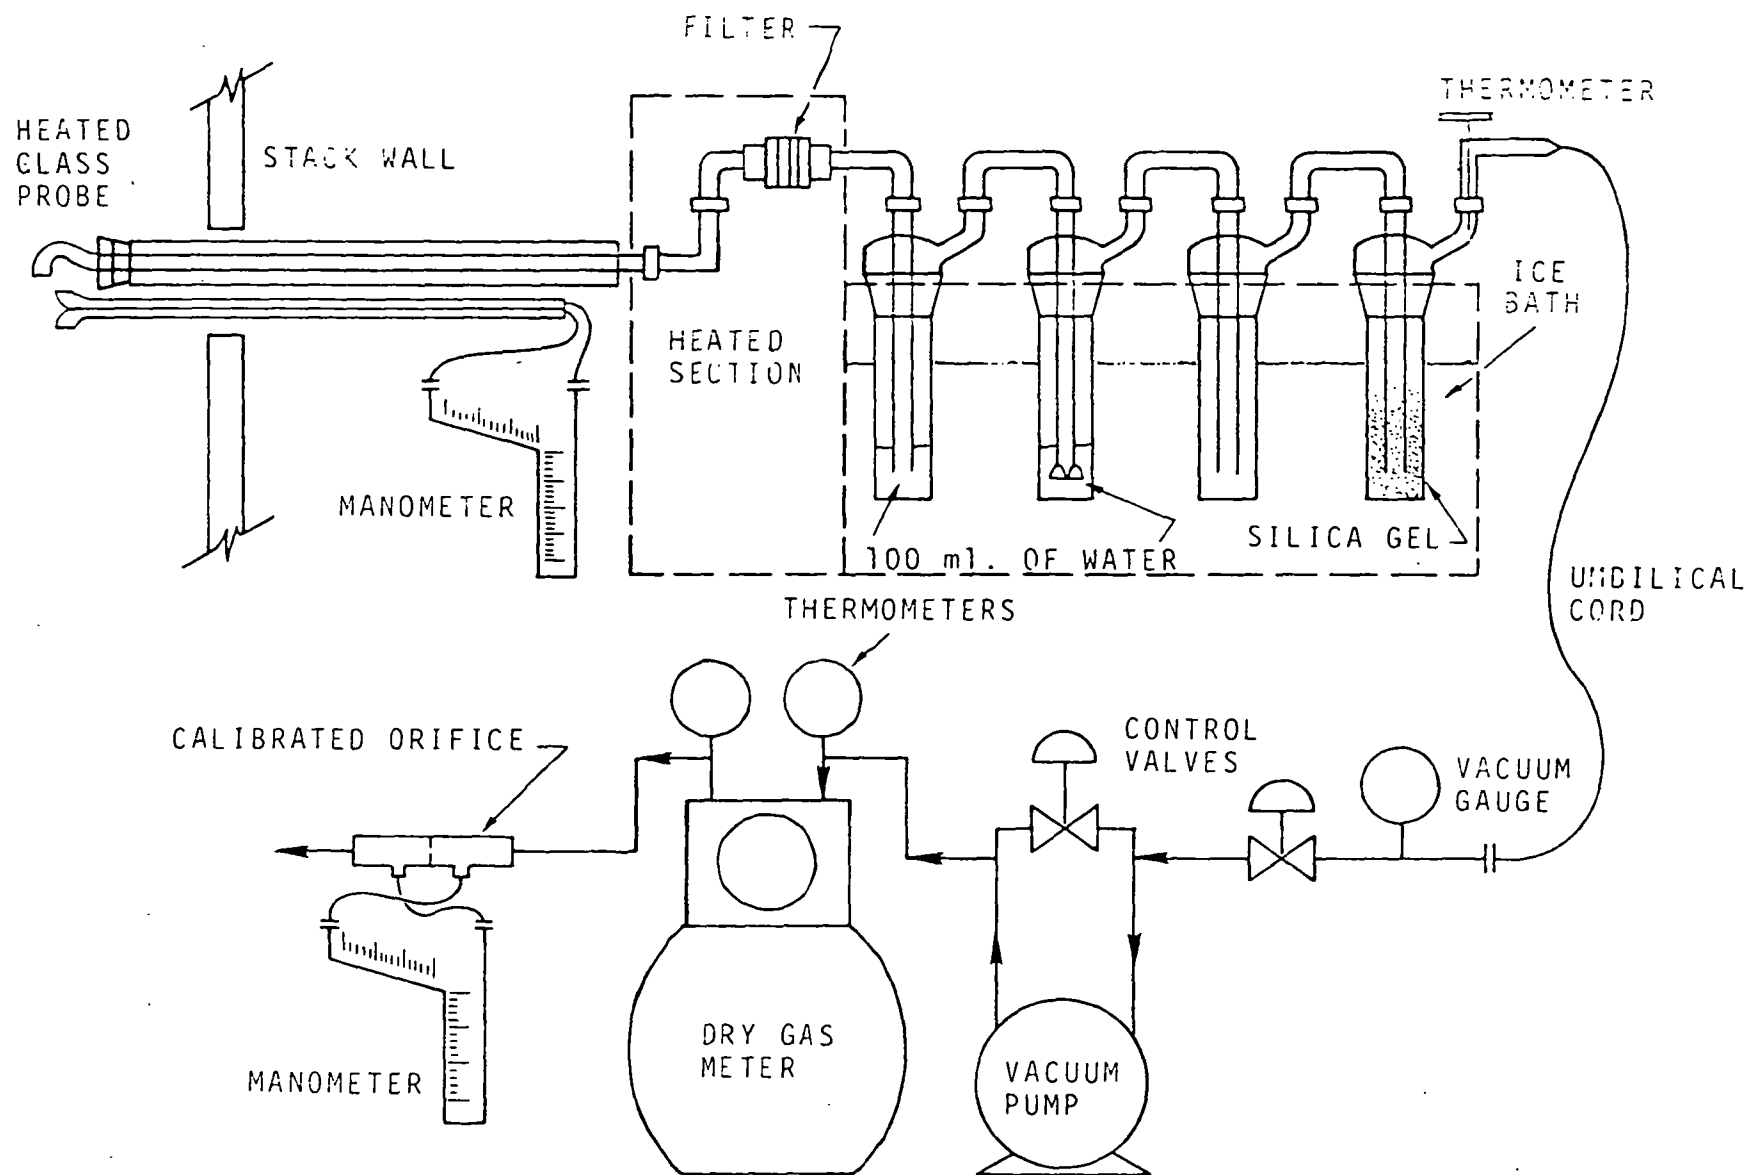 FILTER
THERMOMETER
HEATED
GLASS
PROBE
STACK WALL
ICE
BATH
HEATED
SECTION
MANOMETER
SILICA GEL
100 ml. OF WATER
UMBILICAL
CORD
THERMOMETERS
CALIBRATED ORIFICE
CONTROL
VALVES
VACUUM
GAUGE
DRY GAS
METER
VACUUM
PUMP
MANOMETER